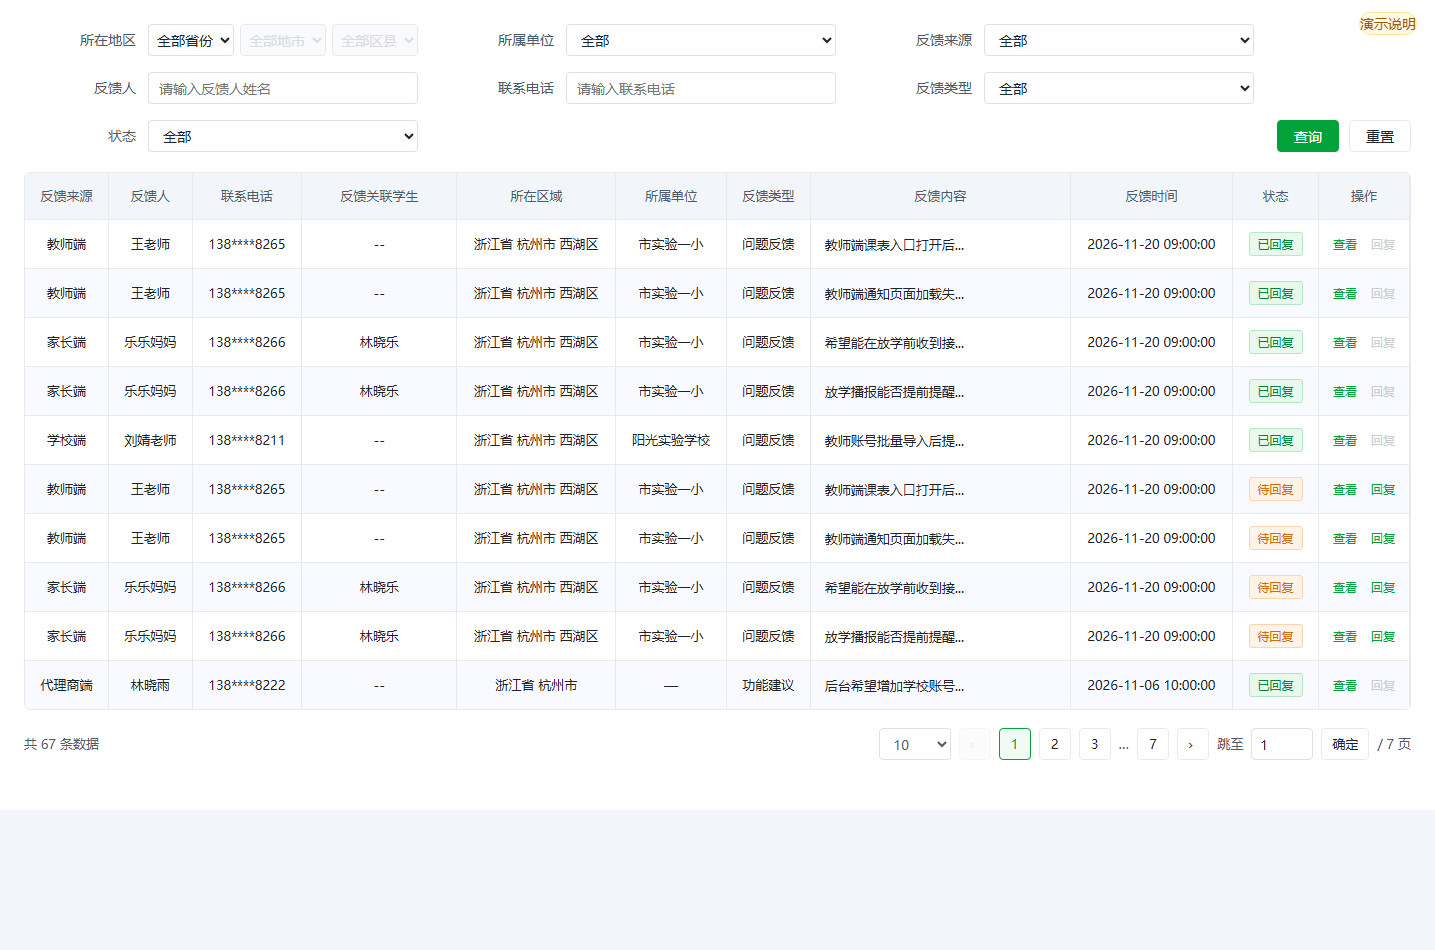 所在地区 全部省份 全部地市 全部区县 所属单位 全部 反馈来源 全部 演示说明
反馈人 请输入反馈人姓名 联系电话 请输入联系电话 反馈类型 全部
状态 全部 查询 重置
反馈来源 反馈人 联系电话 反馈关联学生 所在区域 所属单位 反馈类型 反馈内容 反馈时间 状态 操作
教师端 王老师 138****8265 -- 浙江省 杭州市 西湖区 市实验一小 问题反馈 教师端课表入口打开后... 2026-11-20 09:00:00 已回复 查看 回复
教师端 王老师 138****8265 -- 浙江省 杭州市 西湖区 市实验一小 问题反馈 教师端通知页面加载失... 2026-11-20 09:00:00 已回复 查看 回复
家长端 乐乐妈妈 138****8266 林晓乐 浙江省 杭州市 西湖区 市实验一小 问题反馈 希望能在放学前收到接... 2026-11-20 09:00:00 已回复 查看 回复
家长端 乐乐妈妈 138****8266 林晓乐 浙江省 杭州市 西湖区 市实验一小 问题反馈 放学播报能否提前提醒... 2026-11-20 09:00:00 已回复 查看 回复
学校端 刘婧老师 138****8211 -- 浙江省 杭州市 西湖区 阳光实验学校 问题反馈 教师账号批量导入后提... 2026-11-20 09:00:00 已回复 查看 回复
教师端 王老师 138****8265 -- 浙江省 杭州市 西湖区 市实验一小 问题反馈 教师端课表入口打开后... 2026-11-20 09:00:00 待回复 查看 回复
教师端 王老师 138****8265 -- 浙江省 杭州市 西湖区 市实验一小 问题反馈 教师端通知页面加载失... 2026-11-20 09:00:00 待回复 查看 回复
家长端 乐乐妈妈 138****8266 林晓乐 浙江省 杭州市 西湖区 市实验一小 问题反馈 希望能在放学前收到接... 2026-11-20 09:00:00 待回复 查看 回复
家长端 乐乐妈妈 138****8266 林晓乐 浙江省 杭州市 西湖区 市实验一小 问题反馈 放学播报能否提前提醒... 2026-11-20 09:00:00 待回复 查看 回复
代理商端 林晓雨 138****8222 -- 浙江省 杭州市 — 功能建议 后台希望增加学校账号... 2026-11-06 10:00:00 已回复 查看 回复
共 67 条数据 10 ‹ 1 2 3 ... 7 › 跳至 1 确定 / 7 页